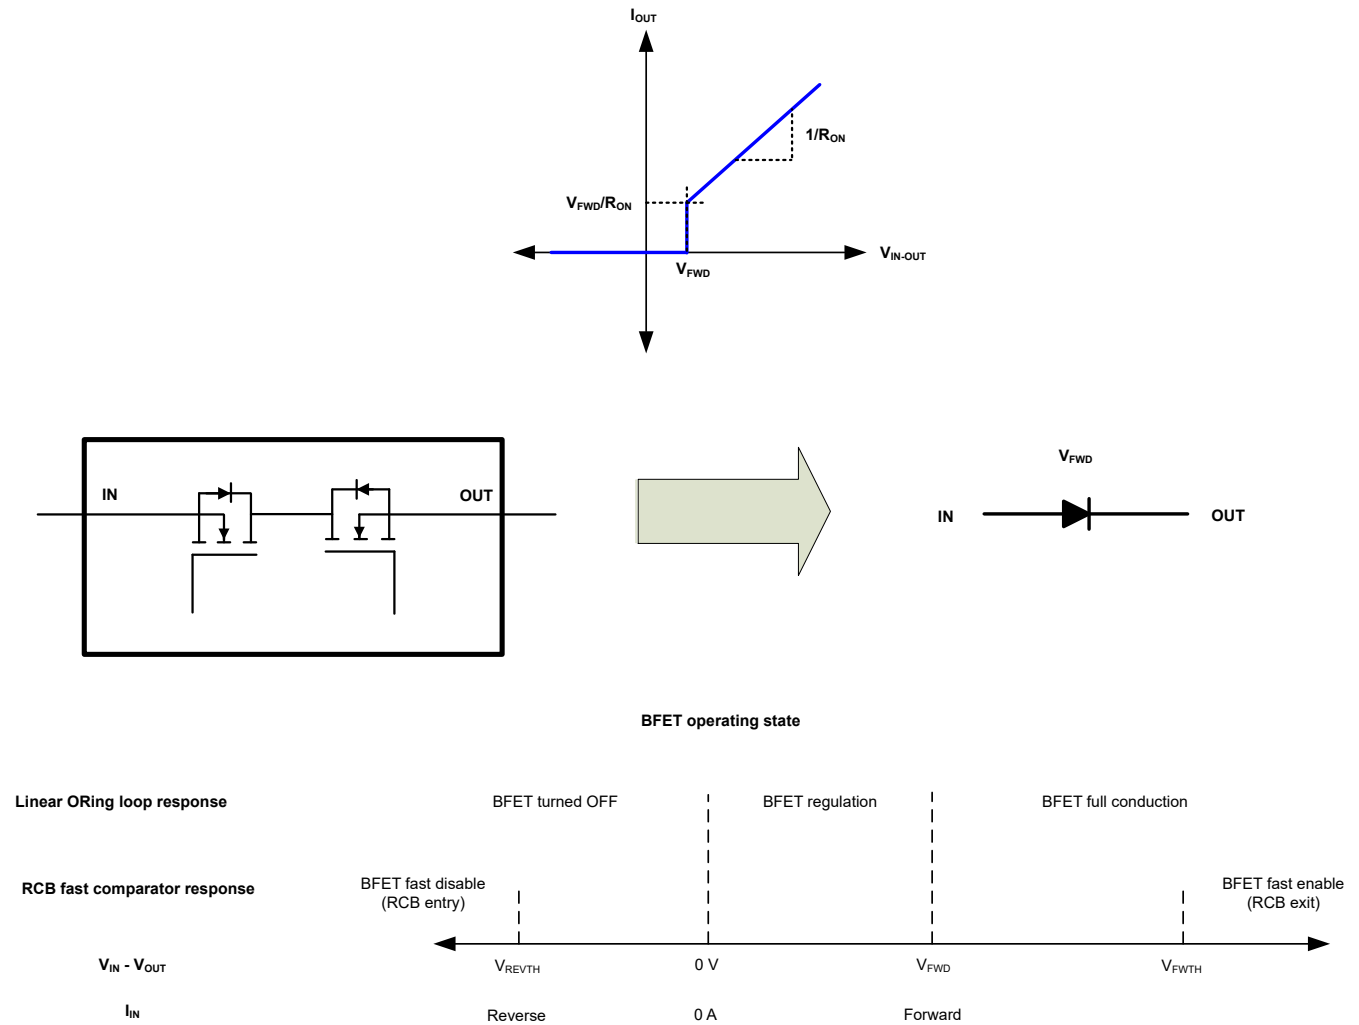 IOUT
1/RON
VFWD/RON
VIN-OUT
VFWD
VFWD
IN
OUT
IN
OUT
BFET operating state
Linear ORing loop response
BFET turned OFF
BFET regulation
BFET full conduction
RCB fast comparator response
BFET fast disable
(RCB entry)
BFET fast enable
(RCB exit)
VIN - VOUT
VREVTH
0 V
VFWD
VFWTH
IIN
Reverse
0 A
Forward